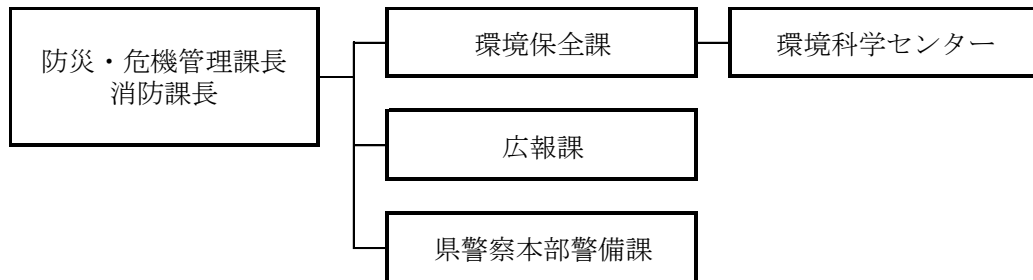 防災・危機管理課長
消防課長
環境保全課
環境科学センター
広報課
県警察本部警備課